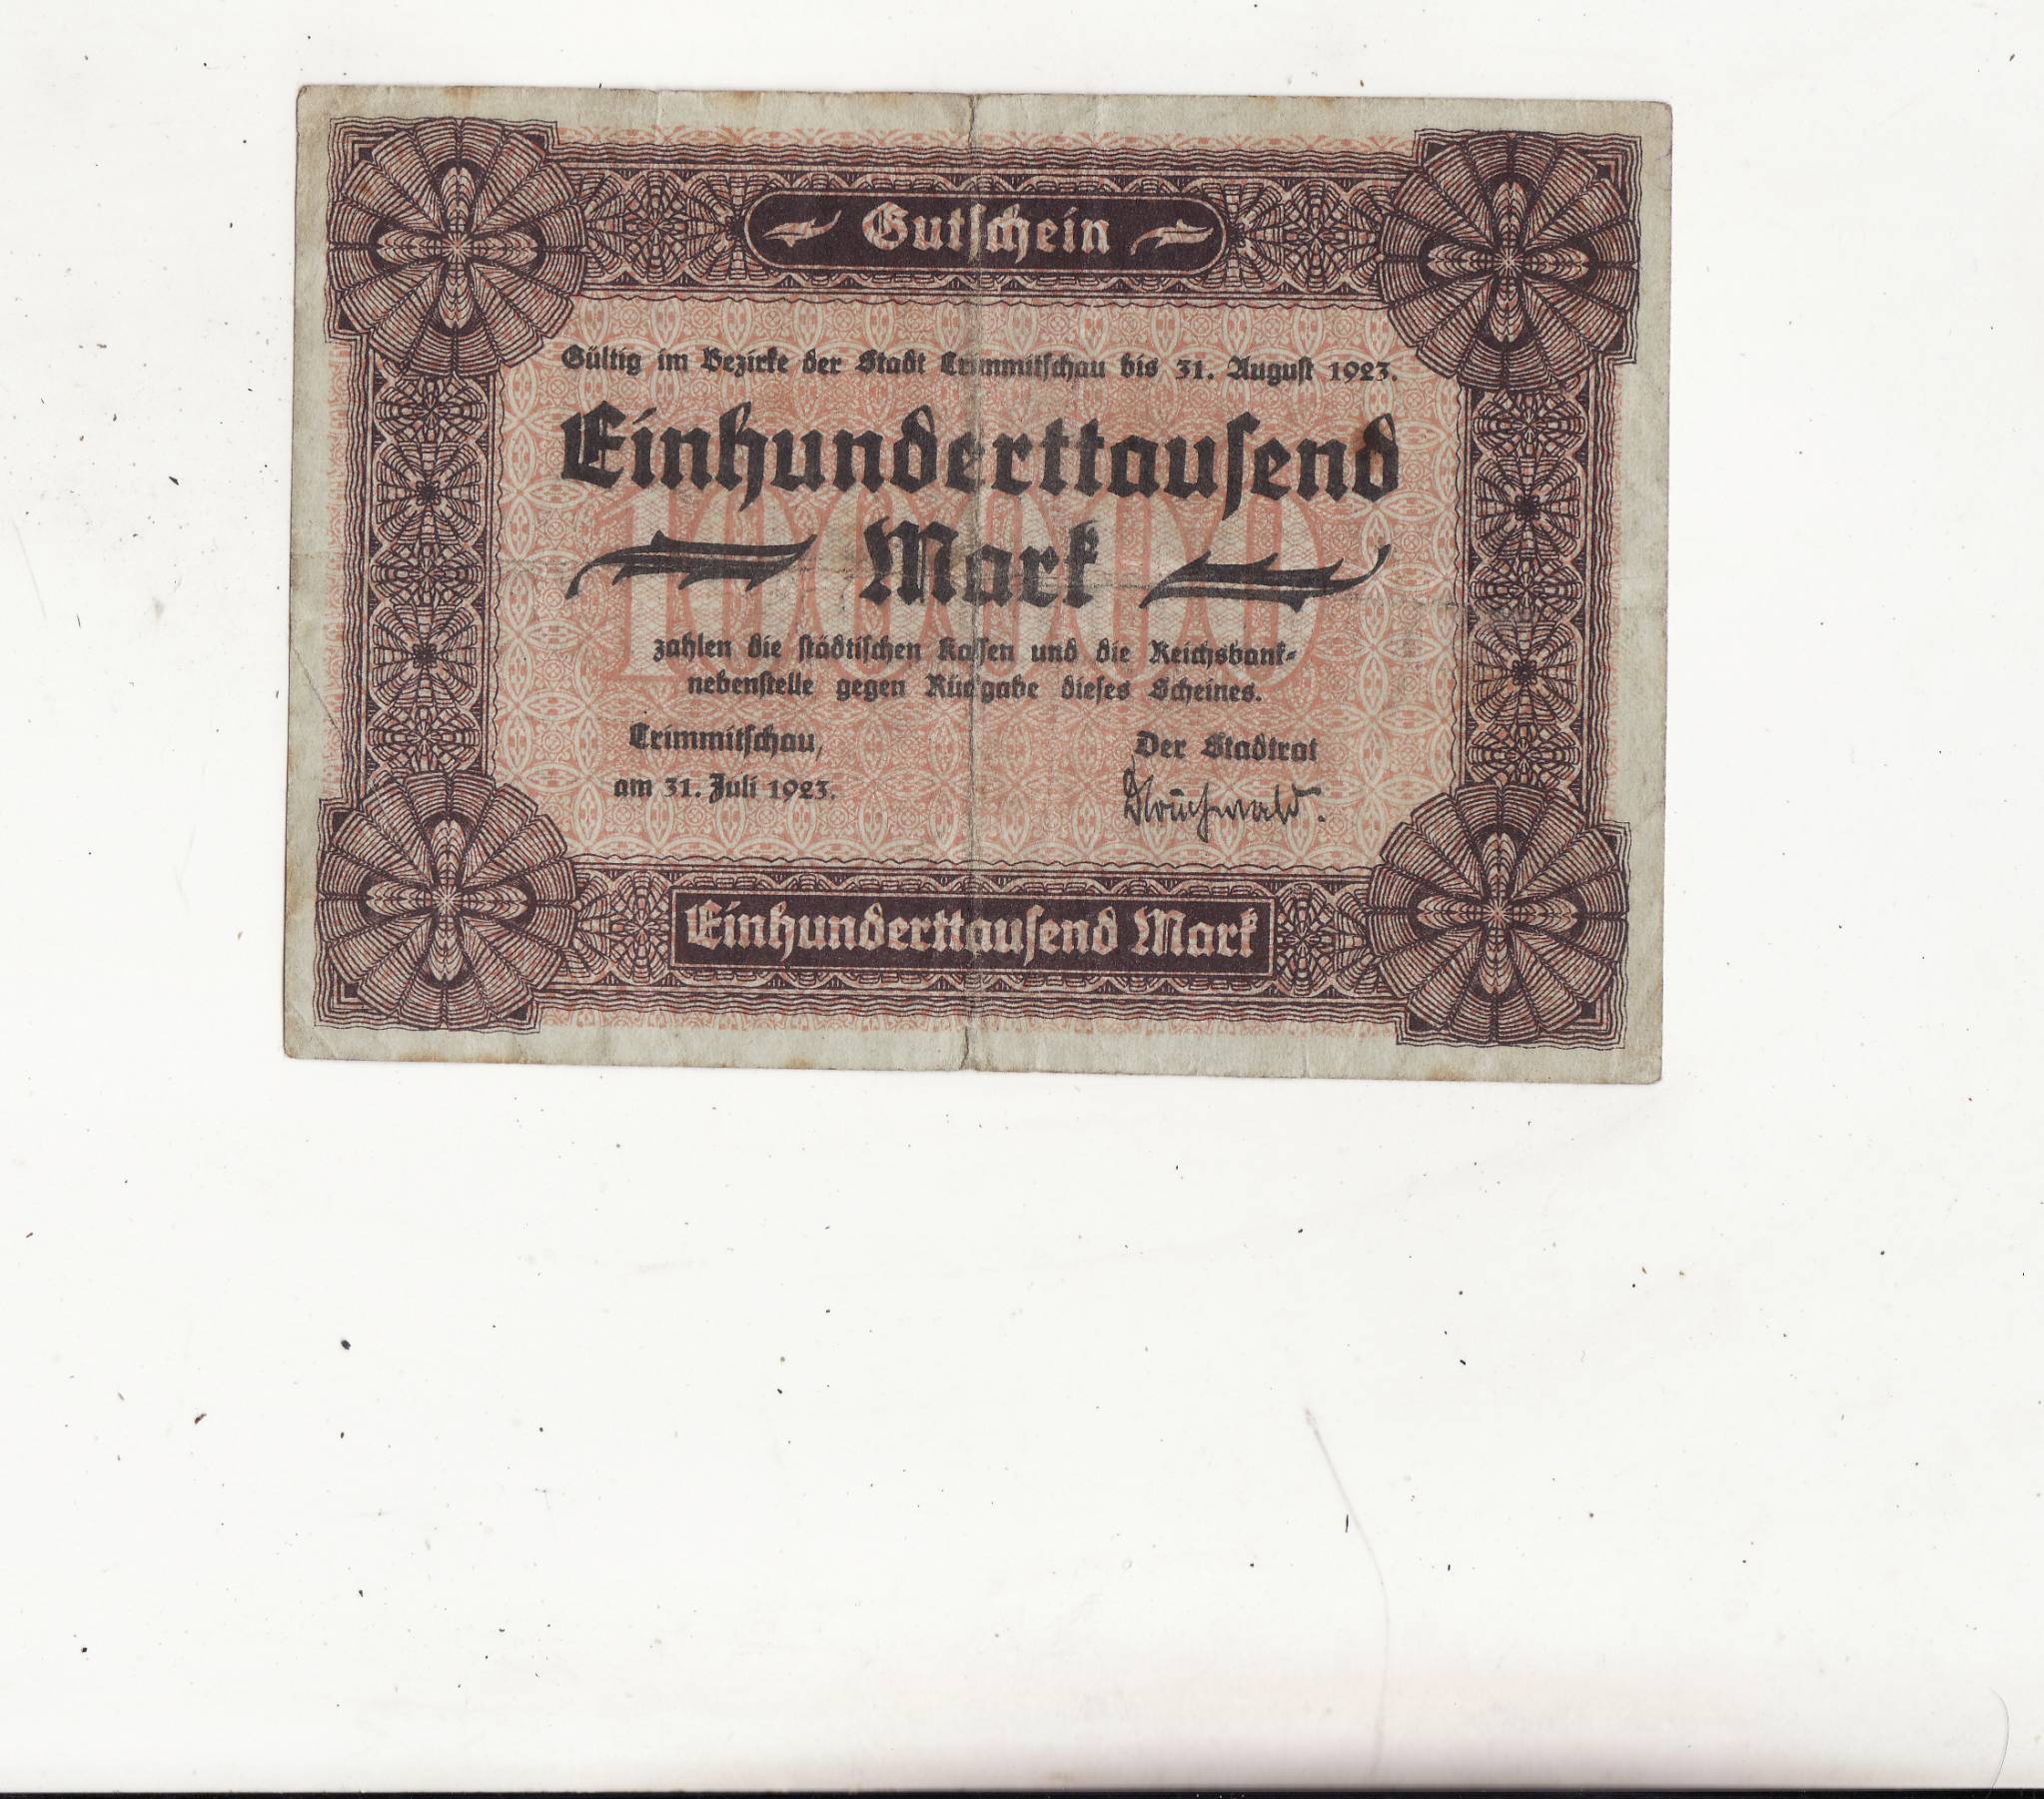 Gutschein
Gültig im Bezirke der Stadt Crimmitschau bis 31. August 1923.
Einhunderttausend
Mark
100000
zahlen die städtischen Kassen und die Reichsbank-
nebenstelle gegen Rückgabe dieses Scheines.
Crimmitschau,
am 31. Juli 1923.
Der Stadtrat
Einhunderttausend Mark